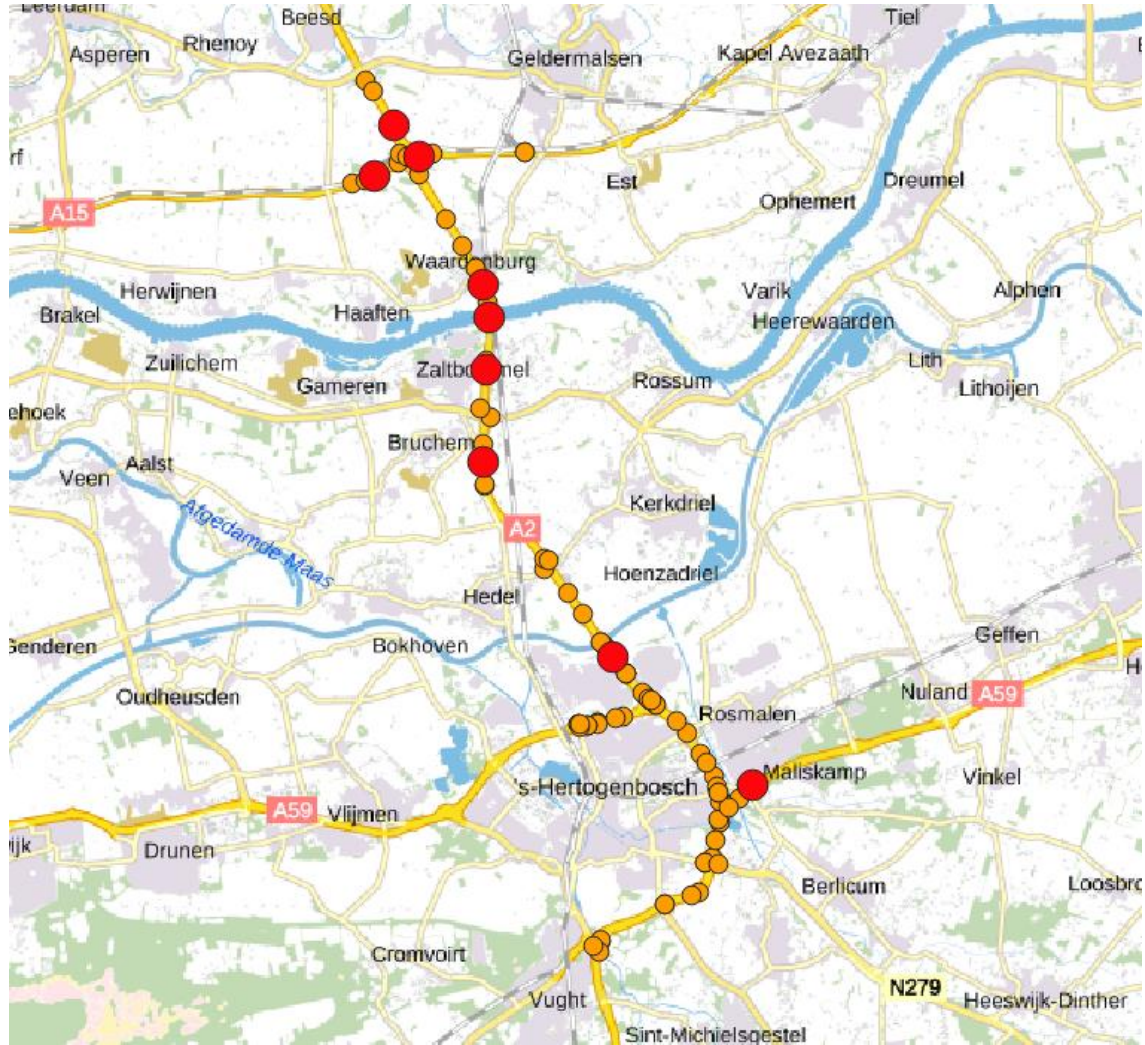 Beesd
Tiel
Rhenoy
Asperen
Kapel Avezaath
Geldermalsen
Est
Dreumel
Ophemert
A15
Waardenburg
Herwijnen
Varik
Alphen
Brakel
Haaften
Heerewaarden
Zuilichem
Lith
Gameren
Rossum
Lithoijen
Bruchem
Aalst
Veen
Kerkdriel
Afgedamde Maas
A2
Hoenzadriel
Hedel
Geffen
Bokhoven
Oudheusden
Nuland
A59
Rosmalen
Maliskamp
Vinkel
's-Hertogenbosch
A59
Vlijmen
Drunen
Berlicum
Cromvoirt
N279
Vught
Heeswijk-Dinther
Sint-Michielsgestel